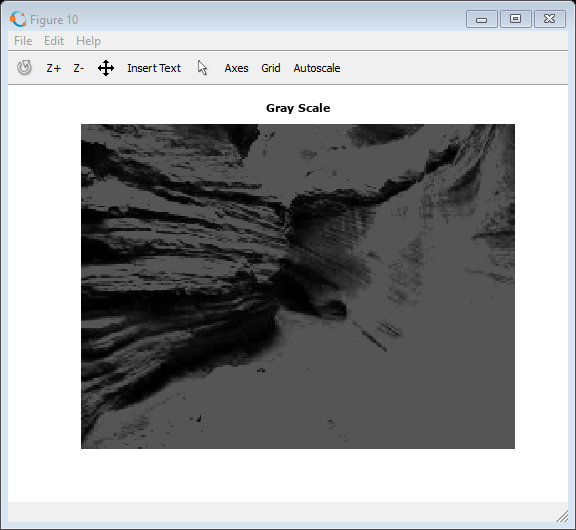 Figure 10
File Edit Help
Z+ Z- Insert Text Axes Grid Autoscale
Gray Scale